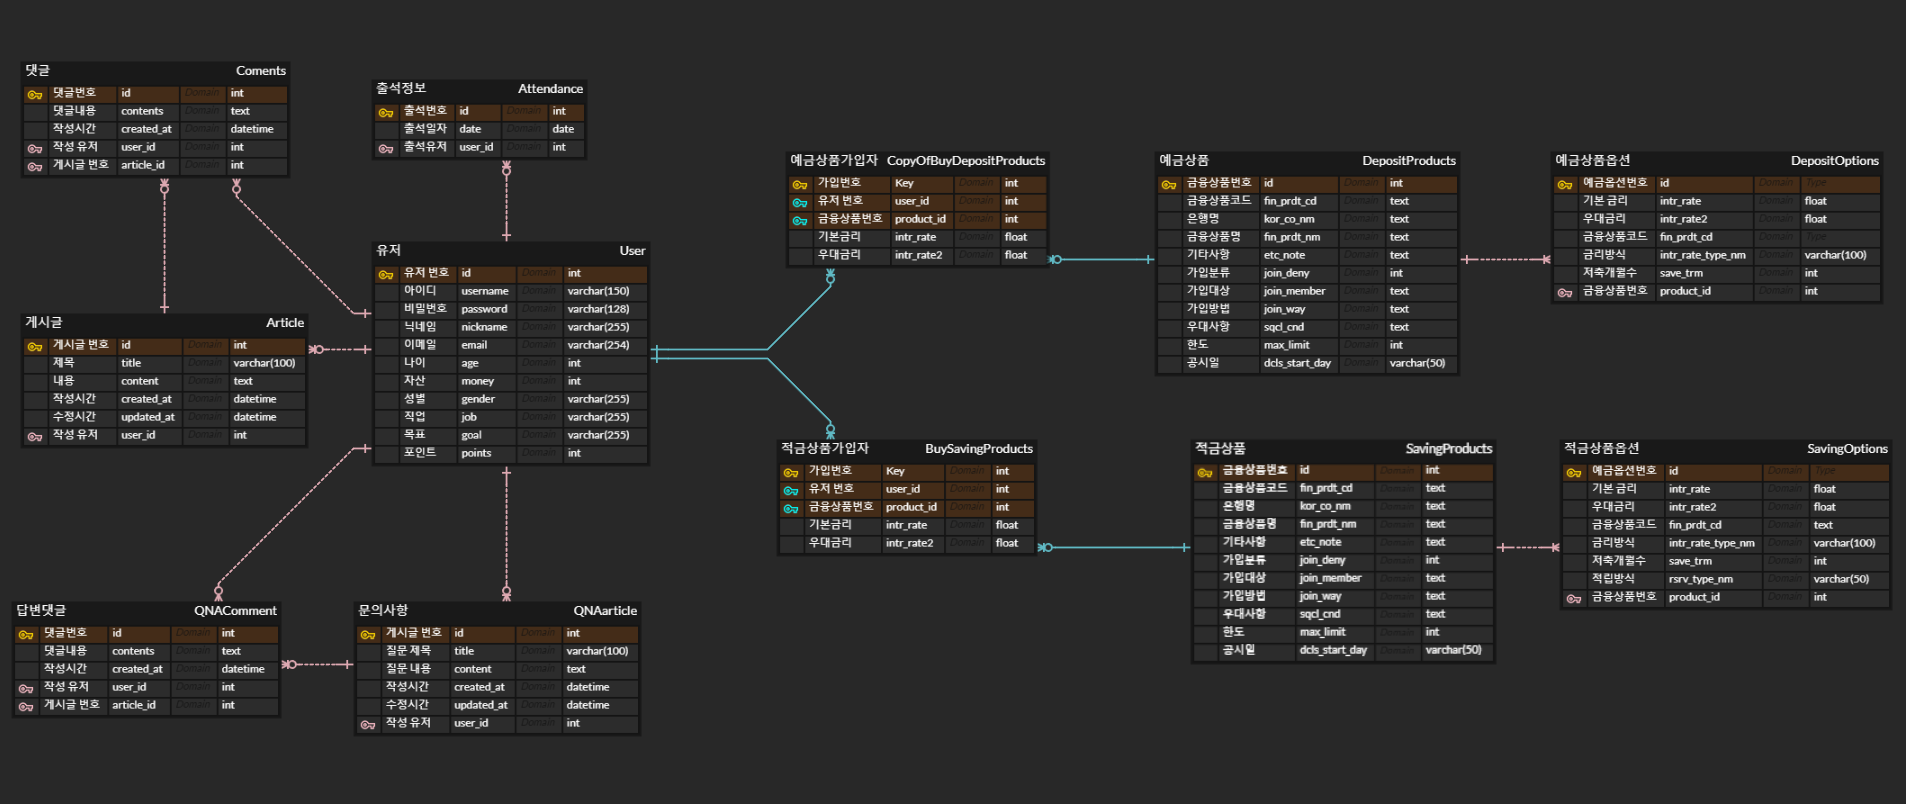 댓글 Coments
댓글번호 id Domain int
댓글내용 contents Domain text
작성시간 created_at Domain datetime
작성 유저 user_id Domain int
게시글 번호 article_id Domain int
출석정보 Attendance
출석번호 id Domain int
출석일자 date Domain date
출석유저 user_id Domain int
예금상품가입자 CopyOfBuyDepositProducts
가입번호 Key Domain int
유저 번호 user_id Domain int
금융상품번호 product_id Domain int
기본금리 intr_rate Domain float
우대금리 intr_rate2 Domain float
예금상품 DepositProducts
금융상품번호 id Domain int
금융상품코드 fin_prdt_cd Domain text
은행명 kor_co_nm Domain text
금융상품명 fin_prdt_nm Domain text
기타사항 etc_note Domain text
가입분류 join_deny Domain int
가입대상 join_member Domain text
가입방법 join_way Domain text
우대사항 sqcl_cnd Domain text
한도 max_limit Domain int
공시일 dcls_start_day Domain varchar(50)
예금상품옵션 DepositOptions
예금옵션번호 id Domain Type
기본 금리 intr_rate Domain float
우대금리 intr_rate2 Domain float
금융상품코드 fin_prdt_cd Domain Type
금리방식 intr_rate_type_nm Domain varchar(100)
저축개월수 save_trm Domain int
금융상품번호 product_id Domain int
유저 User
유저 번호 id Domain int
아이디 username Domain varchar(150)
비밀번호 password Domain varchar(128)
닉네임 nickname Domain varchar(255)
이메일 email Domain varchar(254)
나이 age Domain int
자산 money Domain int
성별 gender Domain varchar(255)
직업 job Domain varchar(255)
목표 goal Domain varchar(255)
포인트 points Domain int
게시글 Article
게시글 번호 id Domain int
제목 title Domain varchar(100)
내용 content Domain text
작성시간 created_at Domain datetime
수정시간 updated_at Domain datetime
작성 유저 user_id Domain int
적금상품가입자 BuySavingProducts
가입번호 Key Domain int
유저 번호 user_id Domain int
금융상품번호 product_id Domain int
기본금리 intr_rate Domain float
우대금리 intr_rate2 Domain float
적금상품 SavingProducts
금융상품번호 id Domain int
금융상품코드 fin_prdt_cd Domain text
은행명 kor_co_nm Domain text
금융상품명 fin_prdt_nm Domain text
기타사항 etc_note Domain text
가입분류 join_deny Domain int
가입대상 join_member Domain text
가입방법 join_way Domain text
우대사항 sqcl_cnd Domain text
한도 max_limit Domain int
공시일 dcls_start_day Domain varchar(50)
적금상품옵션 SavingOptions
예금옵션번호 id Domain Type
기본 금리 intr_rate Domain float
우대금리 intr_rate2 Domain float
금융상품코드 fin_prdt_cd Domain text
금리방식 intr_rate_type_nm Domain varchar(100)
저축개월수 save_trm Domain int
적립방식 rsrv_type_nm Domain varchar(50)
금융상품번호 product_id Domain int
답변댓글 QNAComment
댓글번호 id Domain int
댓글내용 contents Domain text
작성시간 created_at Domain datetime
작성 유저 user_id Domain int
게시글 번호 article_id Domain int
문의사항 QNAarticle
게시글 번호 id Domain int
질문 제목 title Domain varchar(100)
질문 내용 content Domain text
작성시간 created_at Domain datetime
수정시간 updated_at Domain datetime
작성 유저 user_id Domain int